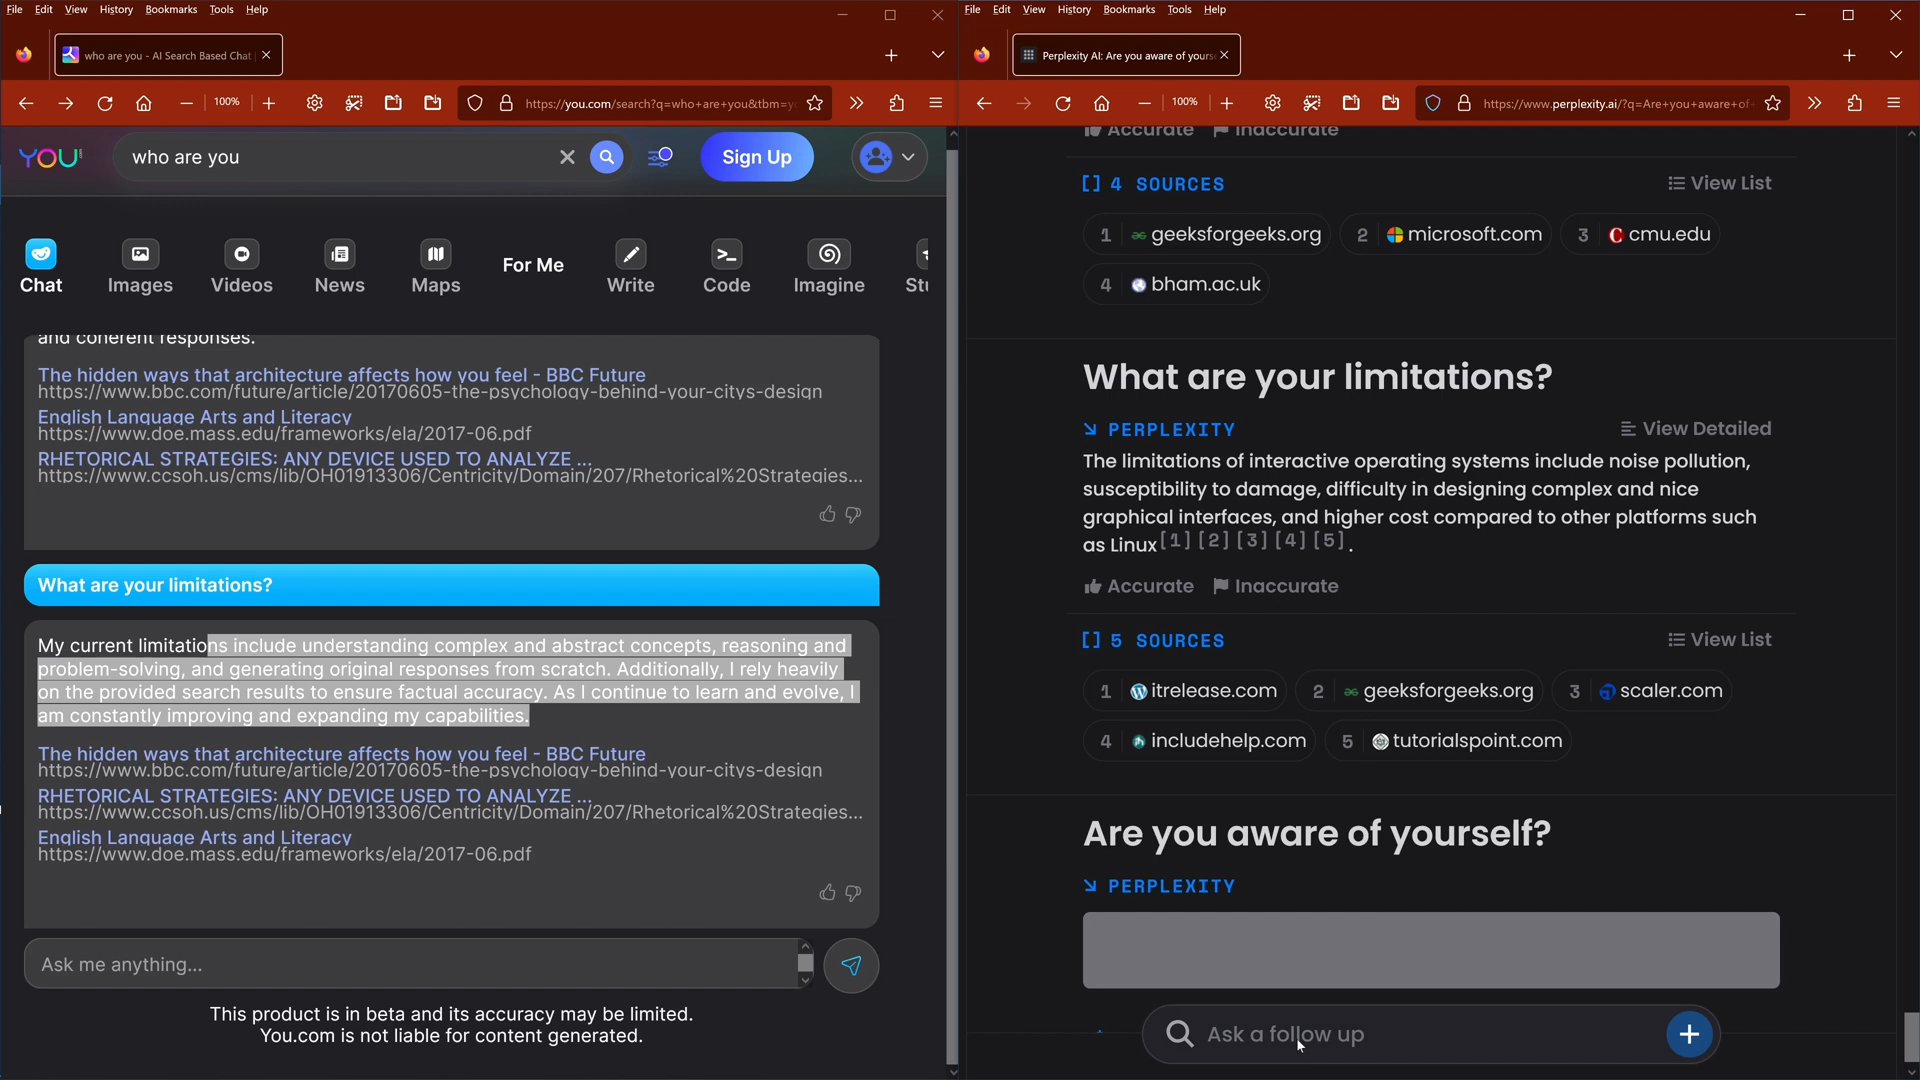 File Edit View History Bookmarks Tools Help
who are you - AI Search Based Chat
100%
https://you.com/search?q=who+are+you&tbm=y
YOU
who are you
Sign Up
Chat
Images
Videos
News
Maps
For Me
Write
Code
Imagine
Stu
and coherent responses.
The hidden ways that architecture affects how you feel - BBC Future
https://www.bbc.com/future/article/20170605-the-psychology-behind-your-citys-design
English Language Arts and Literacy
https://www.doe.mass.edu/frameworks/ela/2017-06.pdf
RHETORICAL STRATEGIES: ANY DEVICE USED TO ANALYZE ...
https://www.ccsoh.us/cms/lib/OH01913306/Centricity/Domain/207/Rhetorical%20Strategies...
What are your limitations?
My current limitations include understanding complex and abstract concepts, reasoning and
problem-solving, and generating original responses from scratch. Additionally, I rely heavily
on the provided search results to ensure factual accuracy. As I continue to learn and evolve, I
am constantly improving and expanding my capabilities.
The hidden ways that architecture affects how you feel - BBC Future
https://www.bbc.com/future/article/20170605-the-psychology-behind-your-citys-design
RHETORICAL STRATEGIES: ANY DEVICE USED TO ANALYZE ...
https://www.ccsoh.us/cms/lib/OH01913306/Centricity/Domain/207/Rhetorical%20Strategies...
English Language Arts and Literacy
https://www.doe.mass.edu/frameworks/ela/2017-06.pdf
Ask me anything...
This product is in beta and its accuracy may be limited.
You.com is not liable for content generated.
File Edit View History Bookmarks Tools Help
Perplexity AI: Are you aware of yours
100%
https://www.perplexity.ai/?q=Are+you+aware+of
Accurate Inaccurate
[] 4 SOURCES
View List
1 geeksforgeeks.org 2 microsoft.com 3 cmu.edu
4 bham.ac.uk
What are your limitations?
PERPLEXITY
View Detailed
The limitations of interactive operating systems include noise pollution,
susceptibility to damage, difficulty in designing complex and nice
graphical interfaces, and higher cost compared to other platforms such
as Linux[1][2][3][4][5].
Accurate Inaccurate
[] 5 SOURCES
View List
1 itrelease.com 2 geeksforgeeks.org 3 scaler.com
4 includehelp.com 5 tutorialspoint.com
Are you aware of yourself?
PERPLEXITY
Ask a follow up